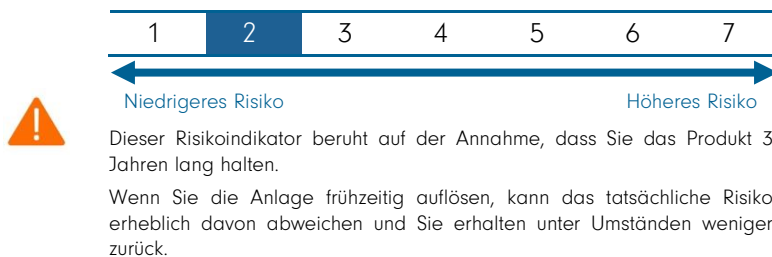 1 2 3 4 5 6 7
Niedrigeres Risiko Höheres Risiko
Dieser Risikoindikator beruht auf der Annahme, dass Sie das Produkt 3
Jahren lang halten.
Wenn Sie die Anlage frühzeitig auflösen, kann das tatsächliche Risiko
erheblich davon abweichen und Sie erhalten unter Umständen weniger
zurück.